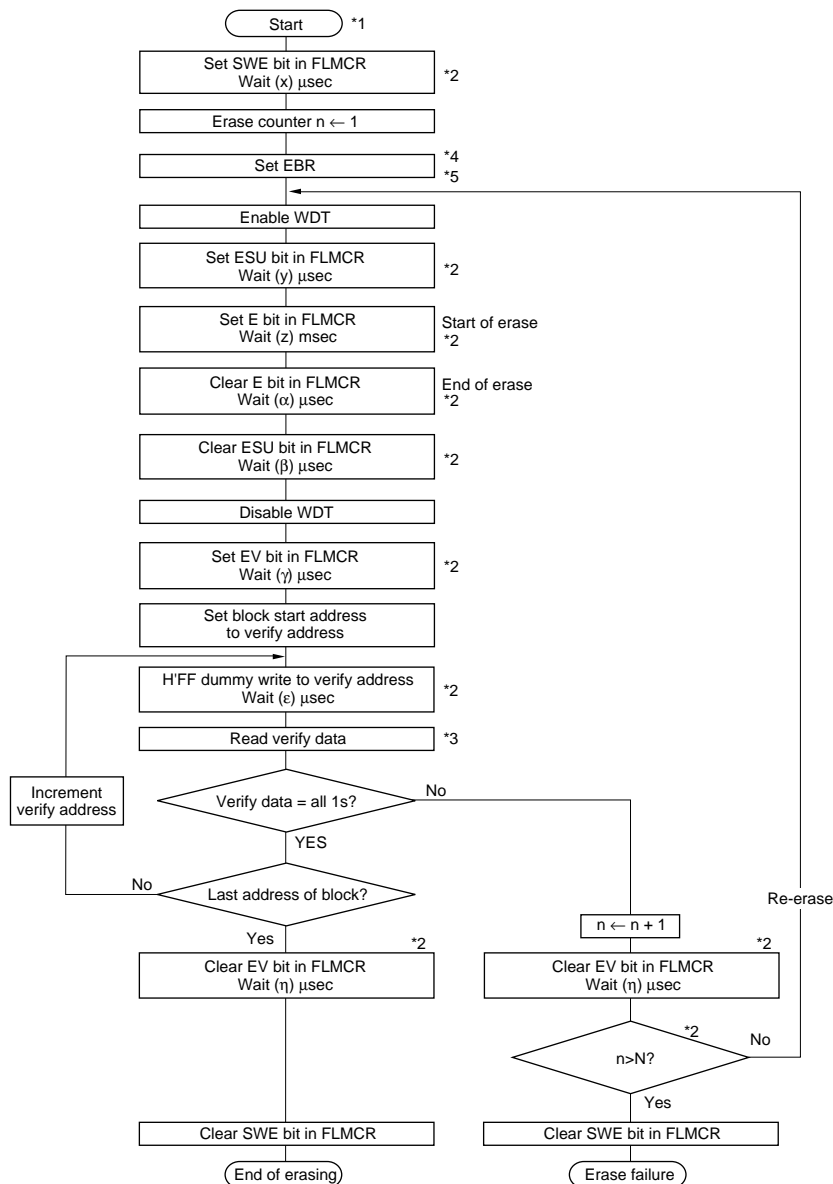 Start
*1
Set SWE bit in FLMCR
Wait (x) μsec
*2
Erase counter n ← 1
Set EBR
*4
*5
Enable WDT
Set ESU bit in FLMCR
Wait (y) μsec
*2
Set E bit in FLMCR
Wait (z) msec
Start of erase
*2
Clear E bit in FLMCR
Wait (α) μsec
End of erase
*2
Clear ESU bit in FLMCR
Wait (β) μsec
*2
Disable WDT
Set EV bit in FLMCR
Wait (γ) μsec
*2
Set block start address
to verify address
H'FF dummy write to verify address
Wait (ε) μsec
*2
Read verify data
*3
Increment
verify address
Verify data = all 1s?
No
YES
No
Last address of block?
Re-erase
Yes
*2
Clear EV bit in FLMCR
Wait (η) μsec
n ← n + 1
*2
Clear EV bit in FLMCR
Wait (η) μsec
*2
No
n>N?
Yes
Clear SWE bit in FLMCR
Clear SWE bit in FLMCR
End of erasing
Erase failure